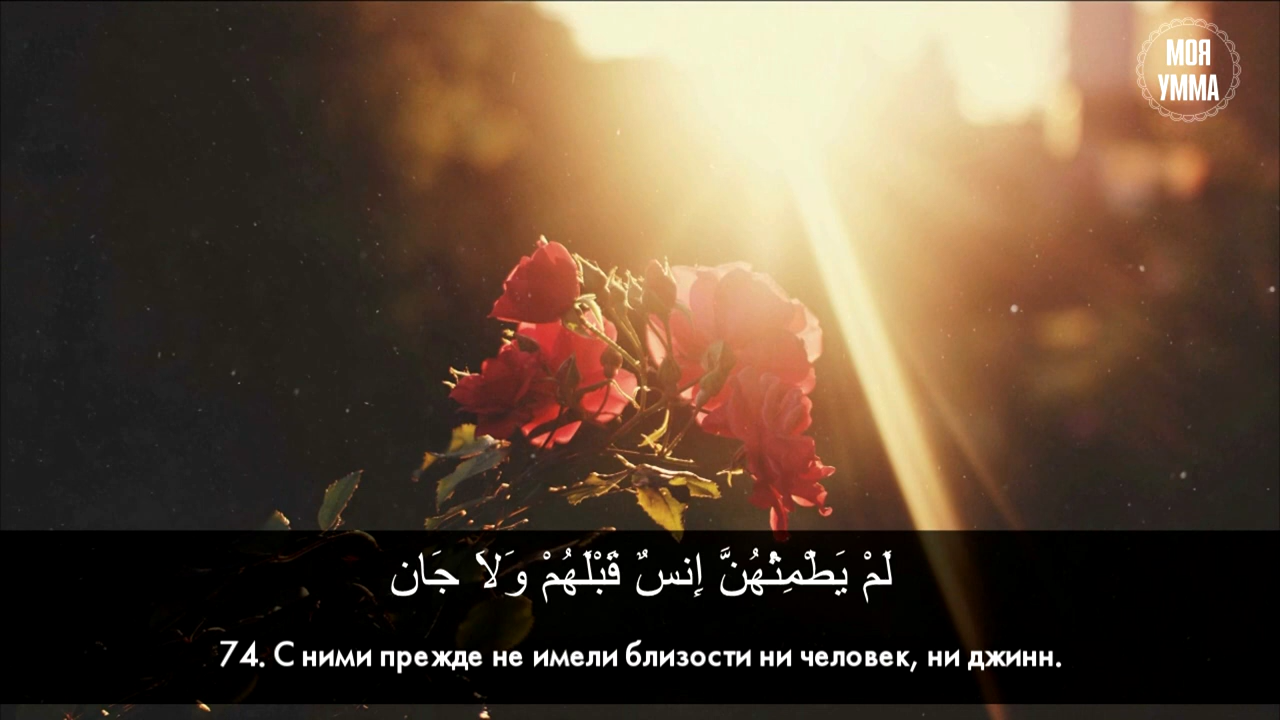 МОЯ
УММА
لَمْ يَطْمِثْهُنَّ إِنسٌ قَبْلَهُمْ وَلَا جَان
74. С ними прежде не имели близости ни человек, ни джинн.